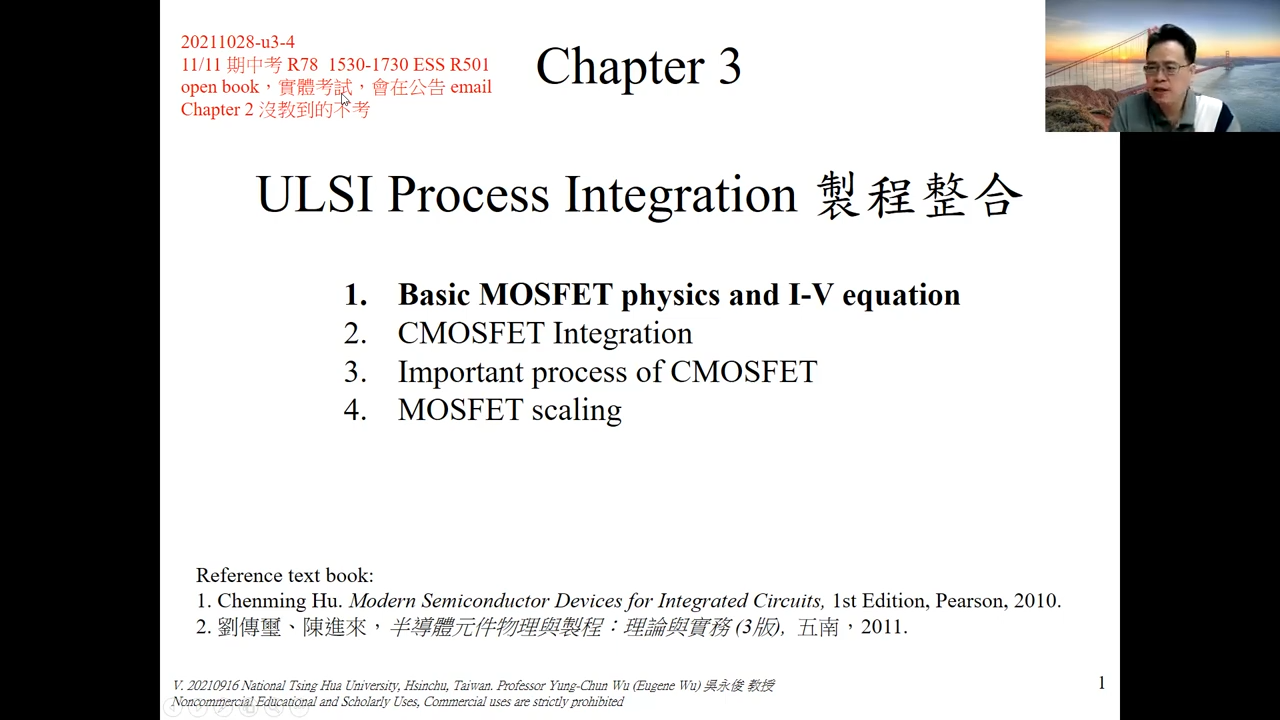 20211028-u3-4
11/11 期中考 R78 1530-1730 ESS R501
open book，實體考試，會在公告 email
Chapter 2 沒教到的不考
Chapter 3
ULSI Process Integration 製程整合
1. Basic MOSFET physics and I-V equation
2. CMOSFET Integration
3. Important process of CMOSFET
4. MOSFET scaling
Reference text book:
1. Chenming Hu. Modern Semiconductor Devices for Integrated Circuits, 1st Edition, Pearson, 2010.
2. 劉傳璽、陳進來，半導體元件物理與製程：理論與實務 (3版)，五南，2011.
V. 20210916 National Tsing Hua University, Hsinchu, Taiwan. Professor Yung-Chun Wu (Eugene Wu) 吳永俊 教授
Noncommercial Educational and Scholarly Uses, Commercial uses are strictly prohibited
1